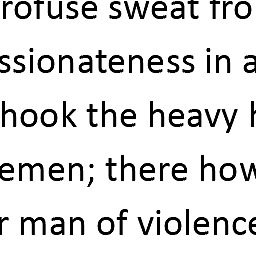 rofuse sweat fro
ssionateness in a
hook the heavy h
emen; there how
r man of violence